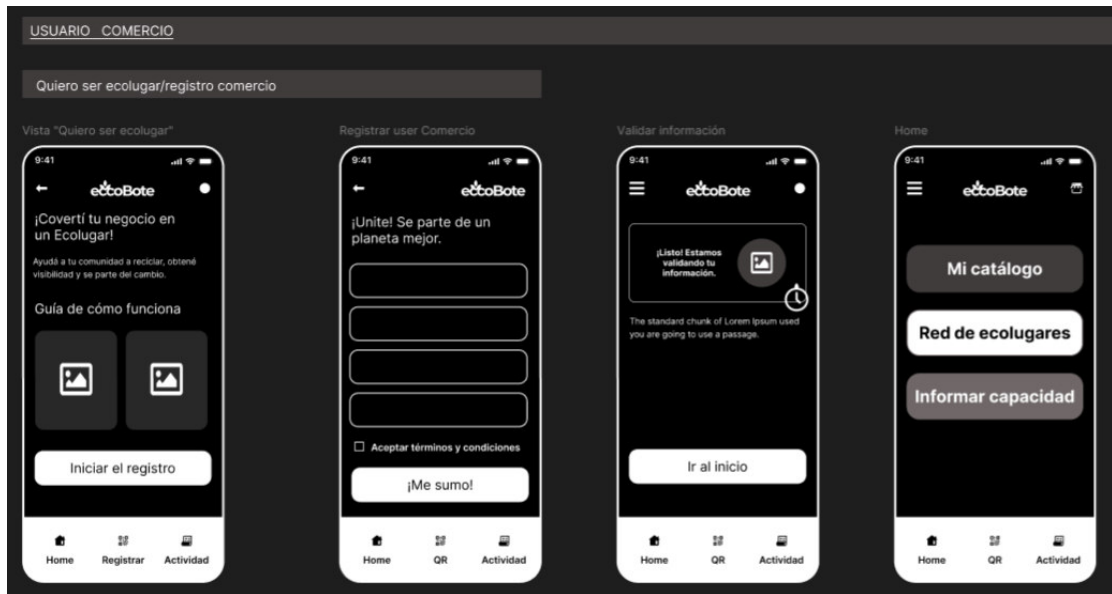 USUARIO COMERCIO
Quiero ser ecolugar/registro comercio
Vista "Quiero ser ecolugar"
9:41
eccoBote
¡Covertí tu negocio en
un Ecolugar!
Ayudá a tu comunidad a reciclar, obtené
visibilidad y se parte del cambio.
Guía de cómo funciona
Iniciar el registro
Home Registrar Actividad
Registrar user Comercio
9:41
eccoBote
¡Unite! Se parte de un
planeta mejor.
Aceptar términos y condiciones
¡Me sumo!
Home QR Actividad
Validar información
9:41
eccoBote
¡Listo! Estamos
validando tu
información.
The standard chunk of Lorem Ipsum used
you are going to use a passage.
Ir al inicio
Home QR Actividad
Home
9:41
eccoBote
Mi catálogo
Red de ecolugares
Informar capacidad
Home QR Actividad